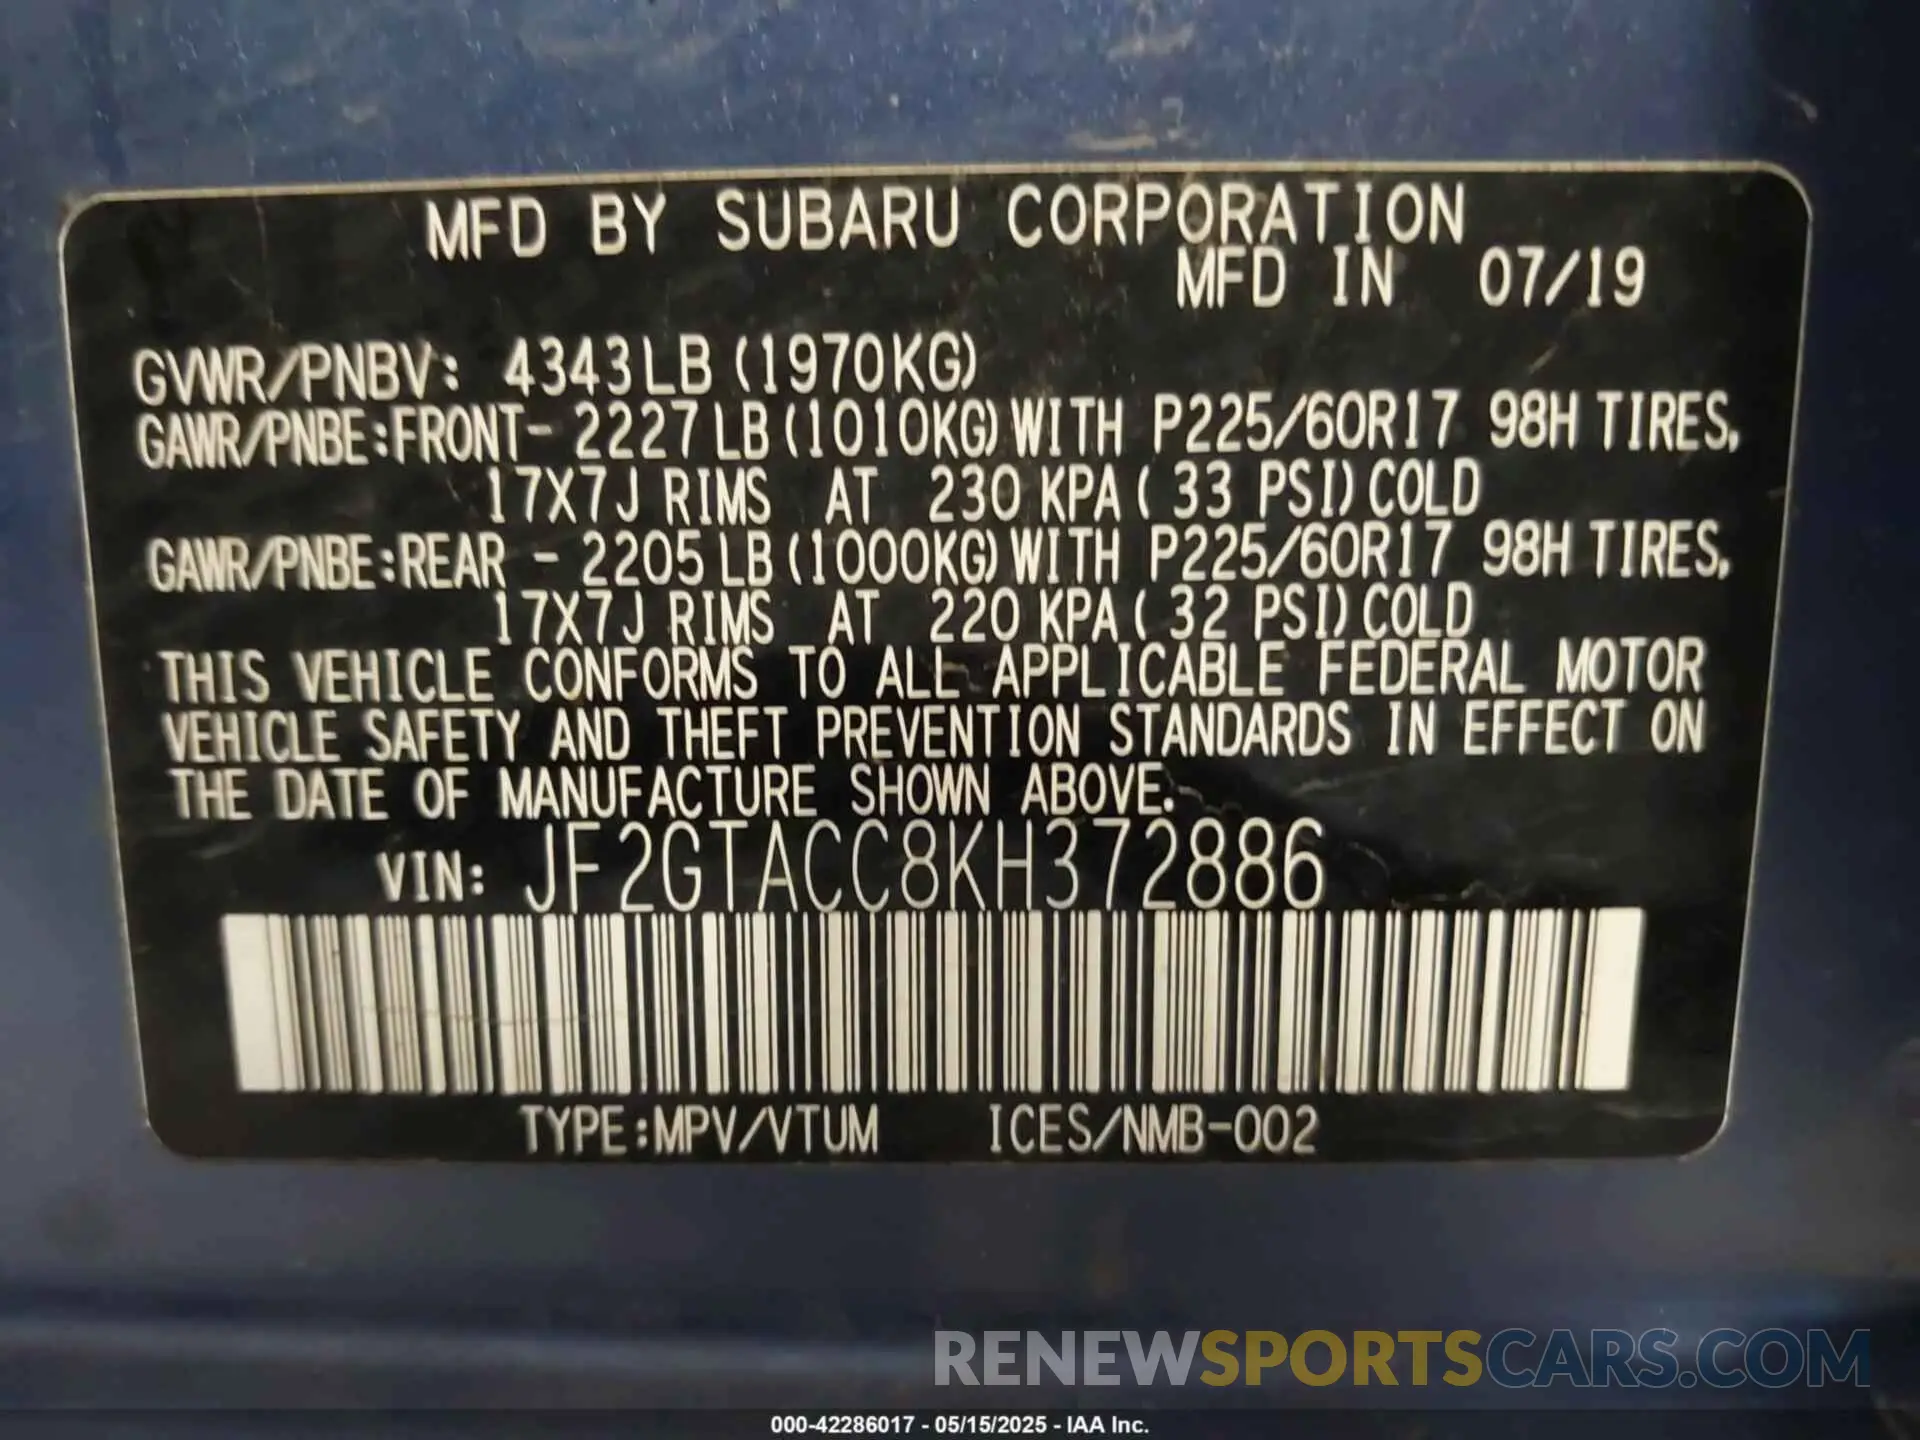 MFD BY SUBARU CORPORATION
MFD IN 07/19
GVWR/PNBV: 4343LB (1970KG)
GAWR/PNBE:FRONT- 2227LB (1010KG) WITH P225/60R17 98H TIRES,
17X7J RIMS AT 230 KPA ( 33 PSI) COLD
GAWR/PNBE:REAR - 2205LB (1000KG) WITH P225/60R17 98H TIRES,
17X7J RIMS AT 220 KPA ( 32 PSI) COLD
THIS VEHICLE CONFORMS TO ALL APPLICABLE FEDERAL MOTOR
VEHICLE SAFETY AND THEFT PREVENTION STANDARDS IN EFFECT ON
THE DATE OF MANUFACTURE SHOWN ABOVE.
VIN: JF2GTACC8KH372886
TYPE:MPV/VTUM ICES/NMB-002
RENEWSPORTSCARS.COM
000-42286017 - 05/15/2025 - IAA Inc.